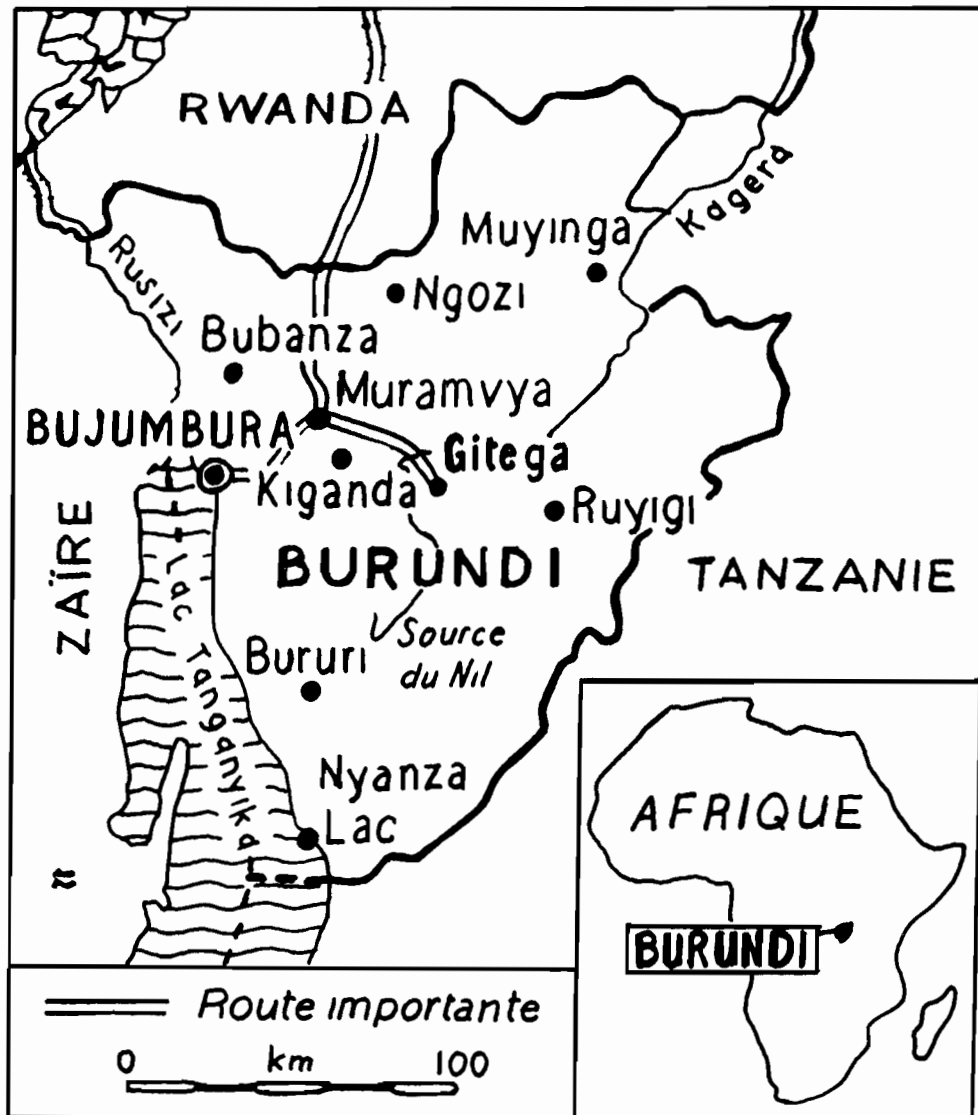 RWANDA
Kagera
Muyinga
Ngozi
Rusizi
Bubanza
Muramvya
BUJUMBURA
Gitega
Kiganda
Ruyigi
BURUNDI
ZAÏRE
TANZANIE
Lac Tanganyika
Source
du Nil
Bururi
Nyanza
Lac
AFRIQUE
BURUNDI
Route importante
0 km 100